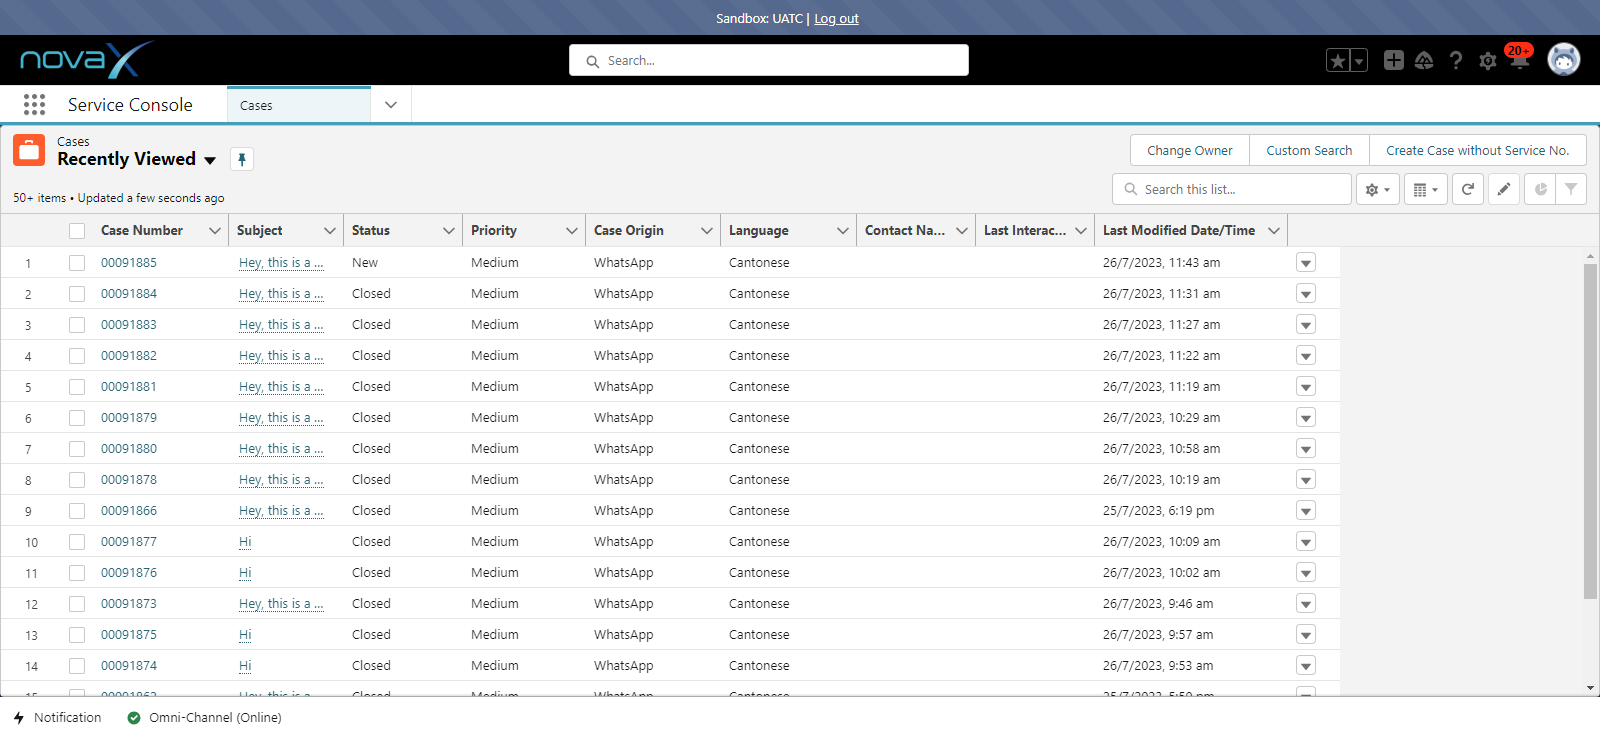 Sandbox: UATC | Log out
novaX
Search...
20+
Service Console
Cases
Cases
Recently Viewed
Change Owner
Custom Search
Create Case without Service No.
50+ items • Updated a few seconds ago
Search this list...
Case Number Subject Status Priority Case Origin Language Contact Na... Last Interac... Last Modified Date/Time
1 00091885 Hey, this is a ... New Medium WhatsApp Cantonese 26/7/2023, 11:43 am
2 00091884 Hey, this is a ... Closed Medium WhatsApp Cantonese 26/7/2023, 11:31 am
3 00091883 Hey, this is a ... Closed Medium WhatsApp Cantonese 26/7/2023, 11:27 am
4 00091882 Hey, this is a ... Closed Medium WhatsApp Cantonese 26/7/2023, 11:22 am
5 00091881 Hey, this is a ... Closed Medium WhatsApp Cantonese 26/7/2023, 11:19 am
6 00091879 Hey, this is a ... Closed Medium WhatsApp Cantonese 26/7/2023, 10:29 am
7 00091880 Hey, this is a ... Closed Medium WhatsApp Cantonese 26/7/2023, 10:58 am
8 00091878 Hey, this is a ... Closed Medium WhatsApp Cantonese 26/7/2023, 10:19 am
9 00091866 Hey, this is a ... Closed Medium WhatsApp Cantonese 25/7/2023, 6:19 pm
10 00091877 Hi Closed Medium WhatsApp Cantonese 26/7/2023, 10:09 am
11 00091876 Hi Closed Medium WhatsApp Cantonese 26/7/2023, 10:02 am
12 00091873 Hey, this is a ... Closed Medium WhatsApp Cantonese 26/7/2023, 9:46 am
13 00091875 Hi Closed Medium WhatsApp Cantonese 26/7/2023, 9:57 am
14 00091874 Hi Closed Medium WhatsApp Cantonese 26/7/2023, 9:53 am
15 Hey, this is a Closed Medium WhatsApp Cantonese
Notification
Omni-Channel (Online)